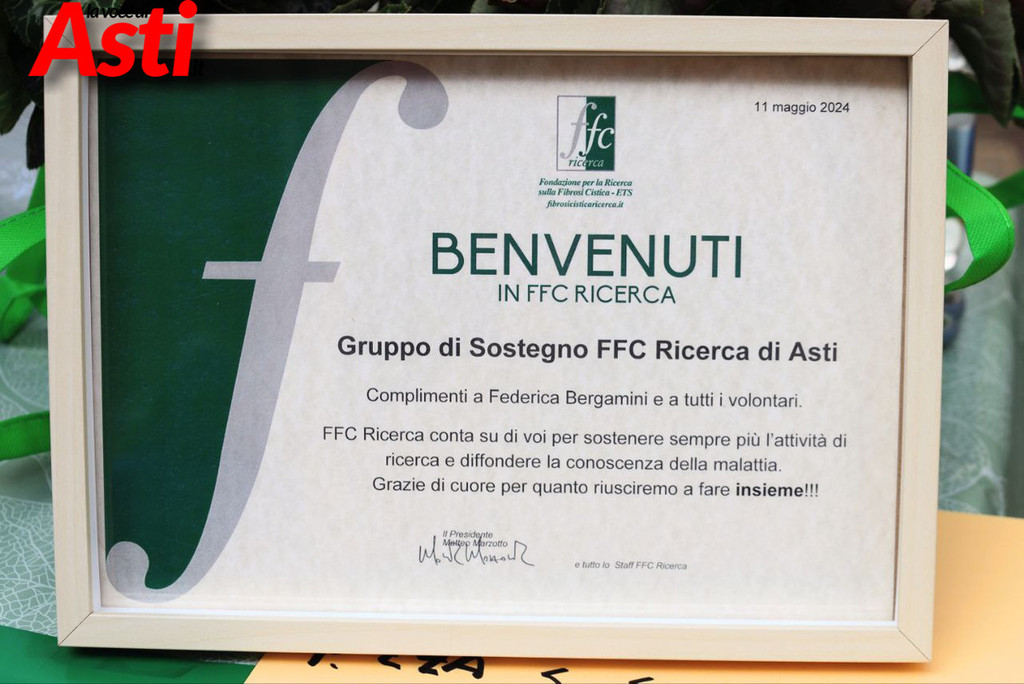 la voce di
Asti
11 maggio 2024
ffc
ricerca
Fondazione per la Ricerca
sulla Fibrosi Cistica - ETS
fibrosicisticaricerca.it
BENVENUTI
IN FFC RICERCA
Gruppo di Sostegno FFC Ricerca di Asti
Complimenti a Federica Bergamini e a tutti i volontari.
FFC Ricerca conta su di voi per sostenere sempre più l'attività di
ricerca e diffondere la conoscenza della malattia.
Grazie di cuore per quanto riusciremo a fare insieme!!!
Il Presidente
Matteo Marzotto
e tutto lo Staff FFC Ricerca